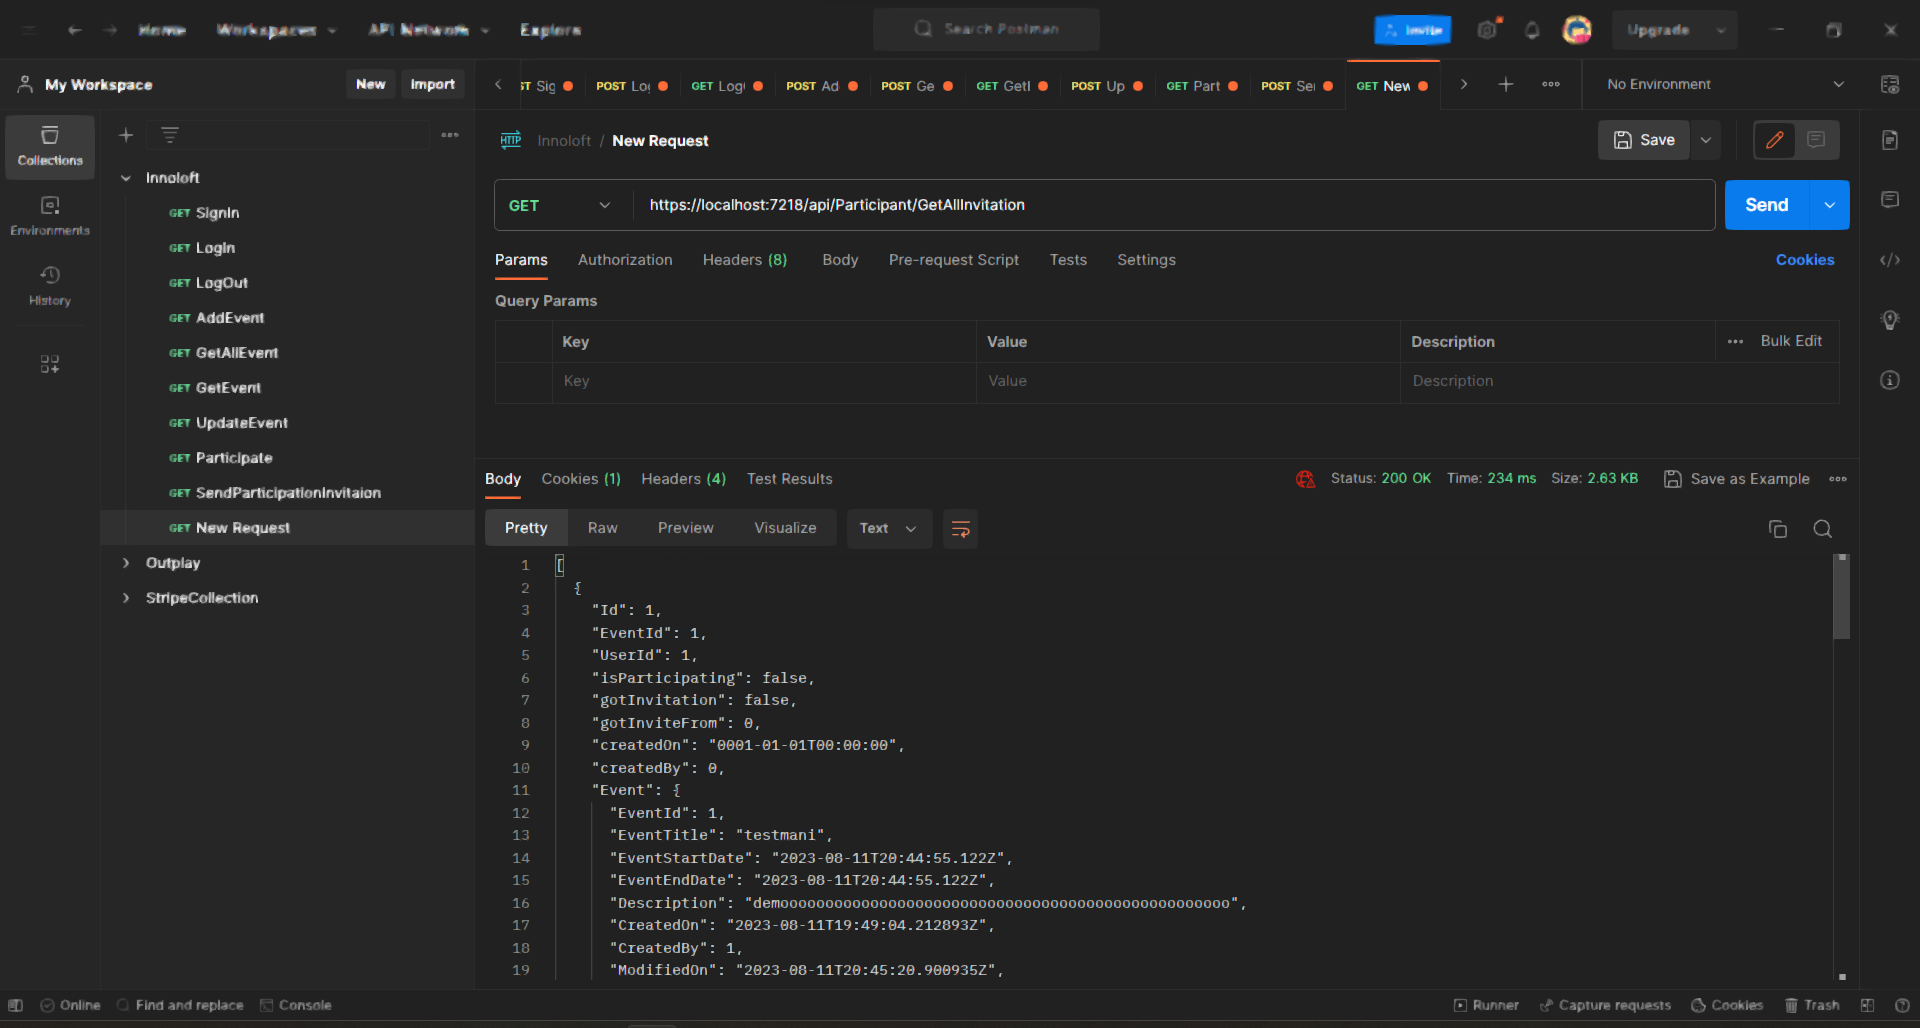 Home Workspaces API Network Explore Search Postman Invite Upgrade
My Workspace New Import
POST Log GET Log POST Ad POST Ge GET GetI POST Up GET Part POST Se GET New No Environment
Collections
Environments
History
Innoloft
GET SignIn
GET LogIn
GET LogOut
GET AddEvent
GET GetAllEvent
GET GetEvent
GET UpdateEvent
GET Participate
GET SendParticipationInvitaion
GET New Request
Outplay
StripeCollection
HTTP Innoloft / New Request Save
GET https://localhost:7218/api/Participant/GetAllInvitation Send
Params Authorization Headers (8) Body Pre-request Script Tests Settings Cookies
Query Params
Key Value Description Bulk Edit
Key Value Description
Body Cookies (1) Headers (4) Test Results Status: 200 OK Time: 234 ms Size: 2.63 KB Save as Example
Pretty Raw Preview Visualize Text
1 [
2 {
3 "Id": 1,
4 "EventId": 1,
5 "UserId": 1,
6 "isParticipating": false,
7 "gotInvitation": false,
8 "gotInviteFrom": 0,
9 "createdOn": "0001-01-01T00:00:00",
10 "createdBy": 0,
11 "Event": {
12 "EventId": 1,
13 "EventTitle": "testmani",
14 "EventStartDate": "2023-08-11T20:44:55.122Z",
15 "EventEndDate": "2023-08-11T20:44:55.122Z",
16 "Description": "demoooooooooooooooooooooooooooooooooooooooooooooooooo",
17 "CreatedOn": "2023-08-11T19:49:04.212893Z",
18 "CreatedBy": 1,
19 "ModifiedOn": "2023-08-11T20:45:20.900935Z",
Online Find and replace Console Runner Capture requests Cookies Trash